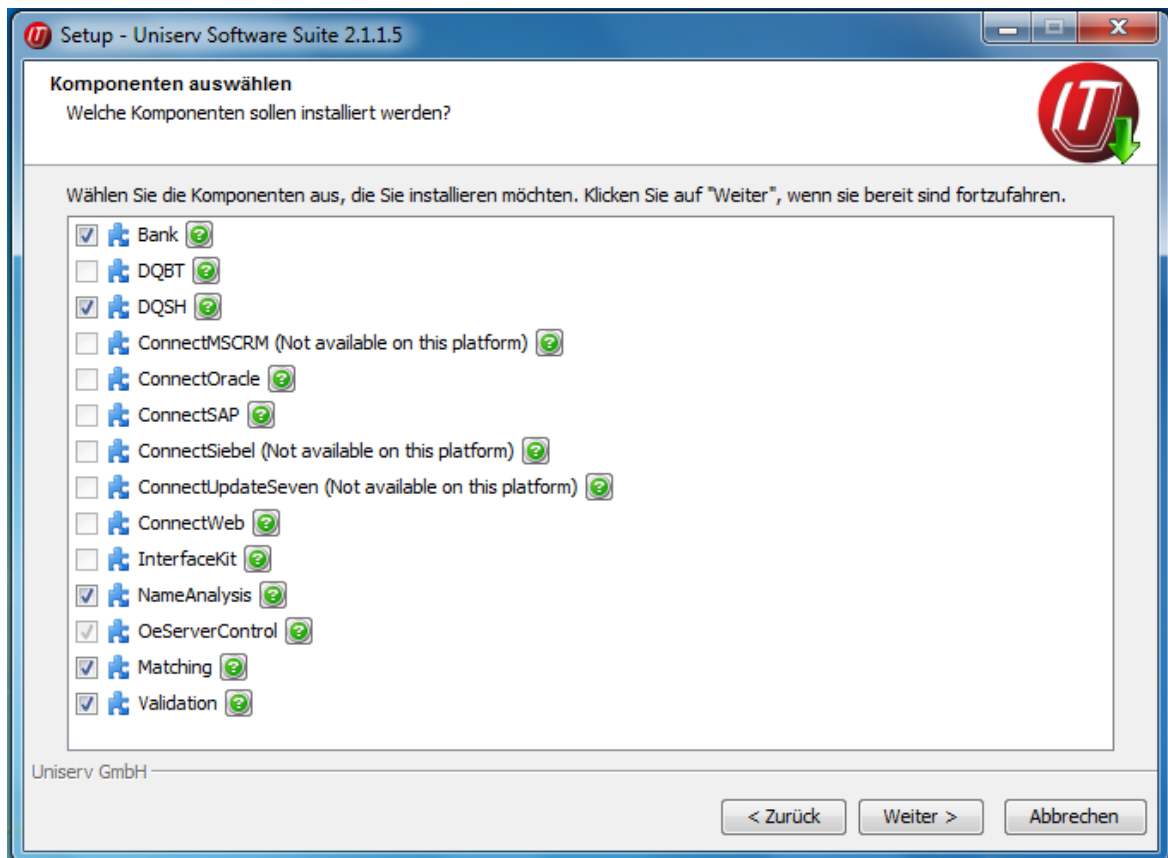 Setup - Uniserv Software Suite 2.1.1.5
Komponenten auswählen
Welche Komponenten sollen installiert werden?
Wählen Sie die Komponenten aus, die Sie installieren möchten. Klicken Sie auf "Weiter", wenn sie bereit sind fortzufahren.
Bank
DQBT
DQSH
ConnectMSCRM (Not available on this platform)
ConnectOracle
ConnectSAP
ConnectSiebel (Not available on this platform)
ConnectUpdateSeven (Not available on this platform)
ConnectWeb
InterfaceKit
NameAnalysis
OeServerControl
Matching
Validation
Uniserv GmbH
< Zurück Weiter > Abbrechen